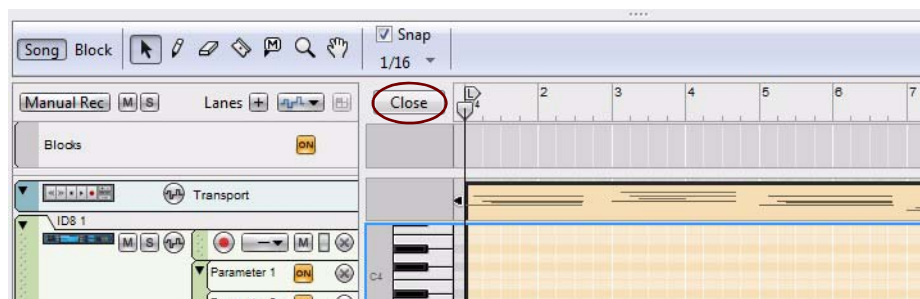 Song Block M Snap
1/16
Manual Rec M S Lanes + Close L 2 3 4 5 6 7
4
Blocks ON
Transport
ID8 1
M S M
Parameter 1 ON C4